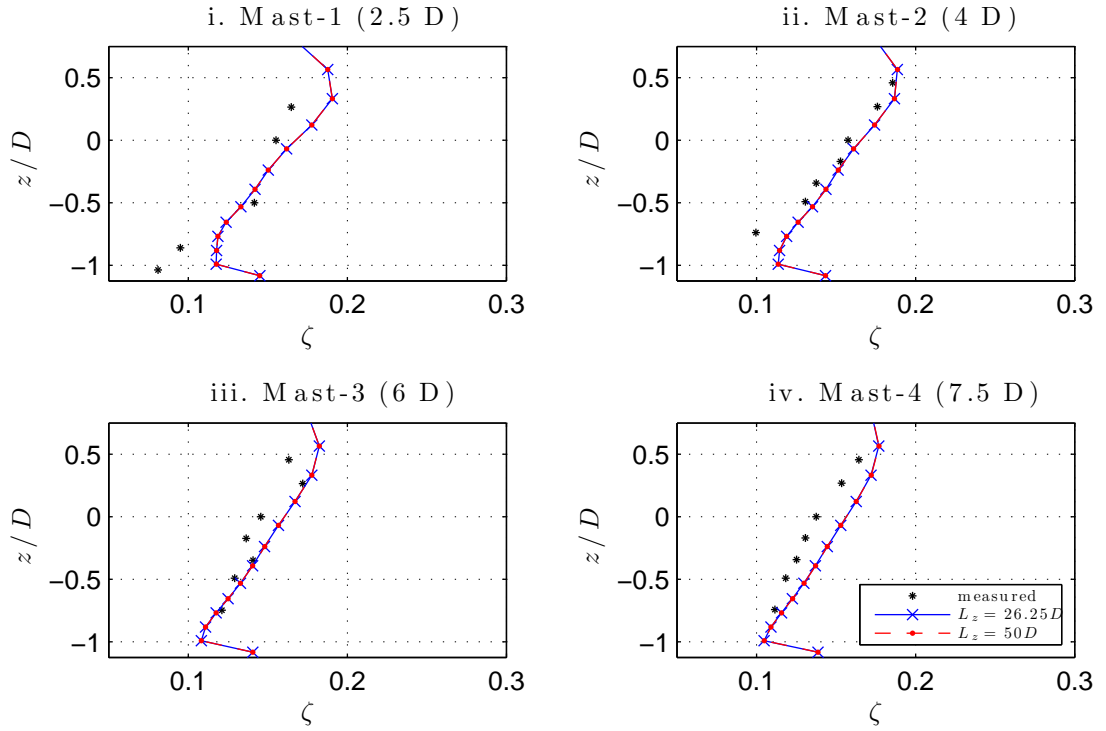 i. Mast-1 (2.5 D)
0.5
0
−0.5
−1
z/D
0.1 0.2 0.3
ζ
ii. Mast-2 (4 D)
0.5
0
−0.5
−1
z/D
0.1 0.2 0.3
ζ
iii. Mast-3 (6 D)
0.5
0
−0.5
−1
z/D
0.1 0.2 0.3
ζ
iv. Mast-4 (7.5 D)
0.5
0
−0.5
−1
z/D
measured
L_z = 26.25D
L_z = 50D
0.1 0.2 0.3
ζ